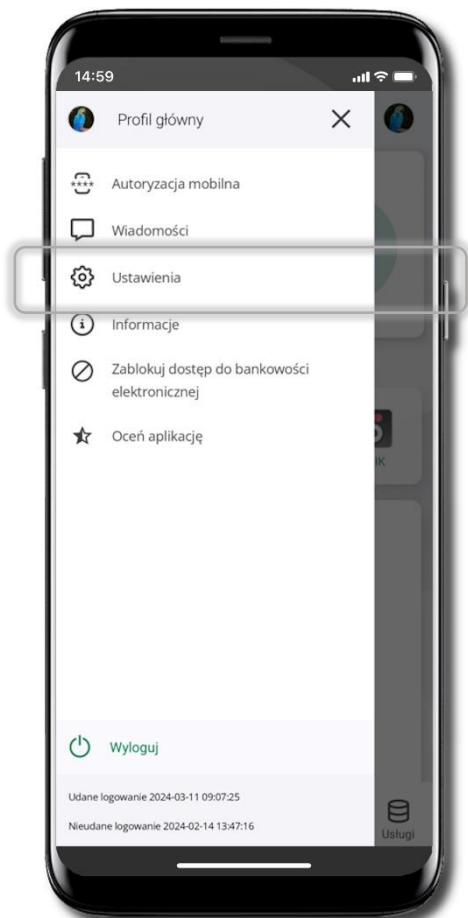 14:59
Profil główny
Autoryzacja mobilna
Wiadomości
Ustawienia
Informacje
Zablokuj dostęp do bankowości
elektronicznej
Oceń aplikację
IK
Wyloguj
Udane logowanie 2024-03-11 09:07:25
Nieudane logowanie 2024-02-14 13:47:16
Usługi